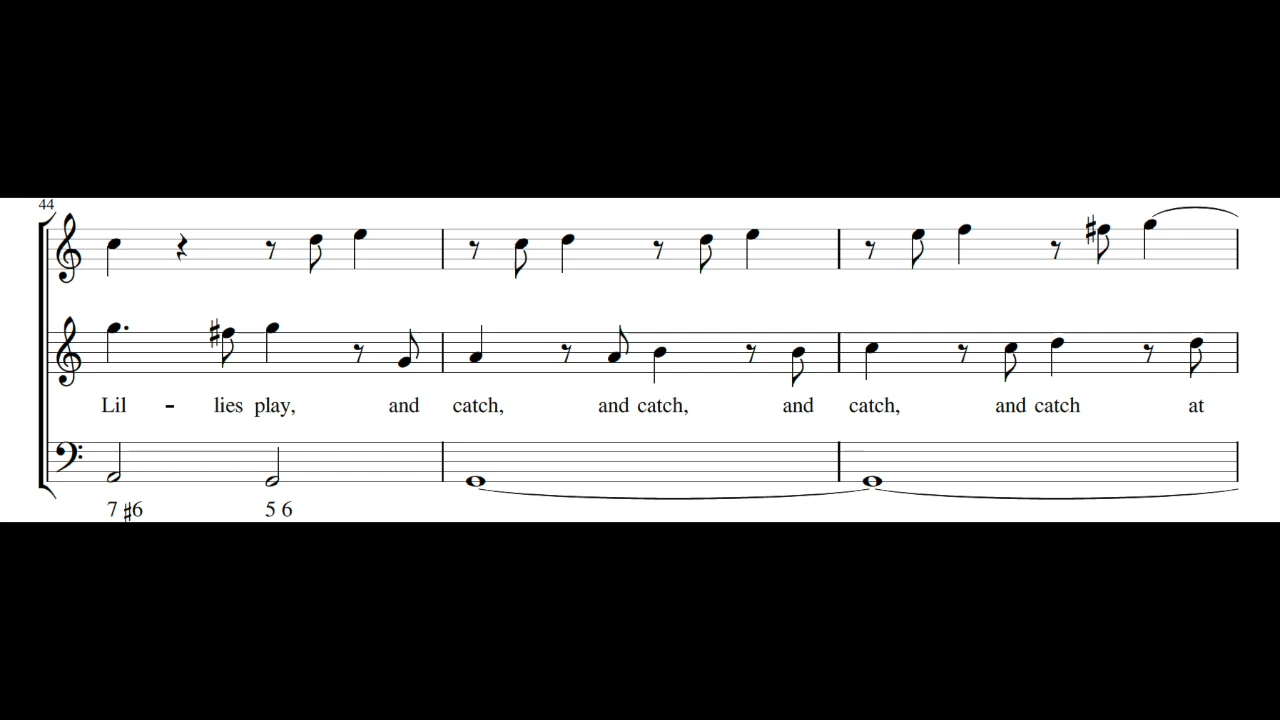 44
Lil - lies play, and catch, and catch, and catch, and catch at
7 #6 5 6